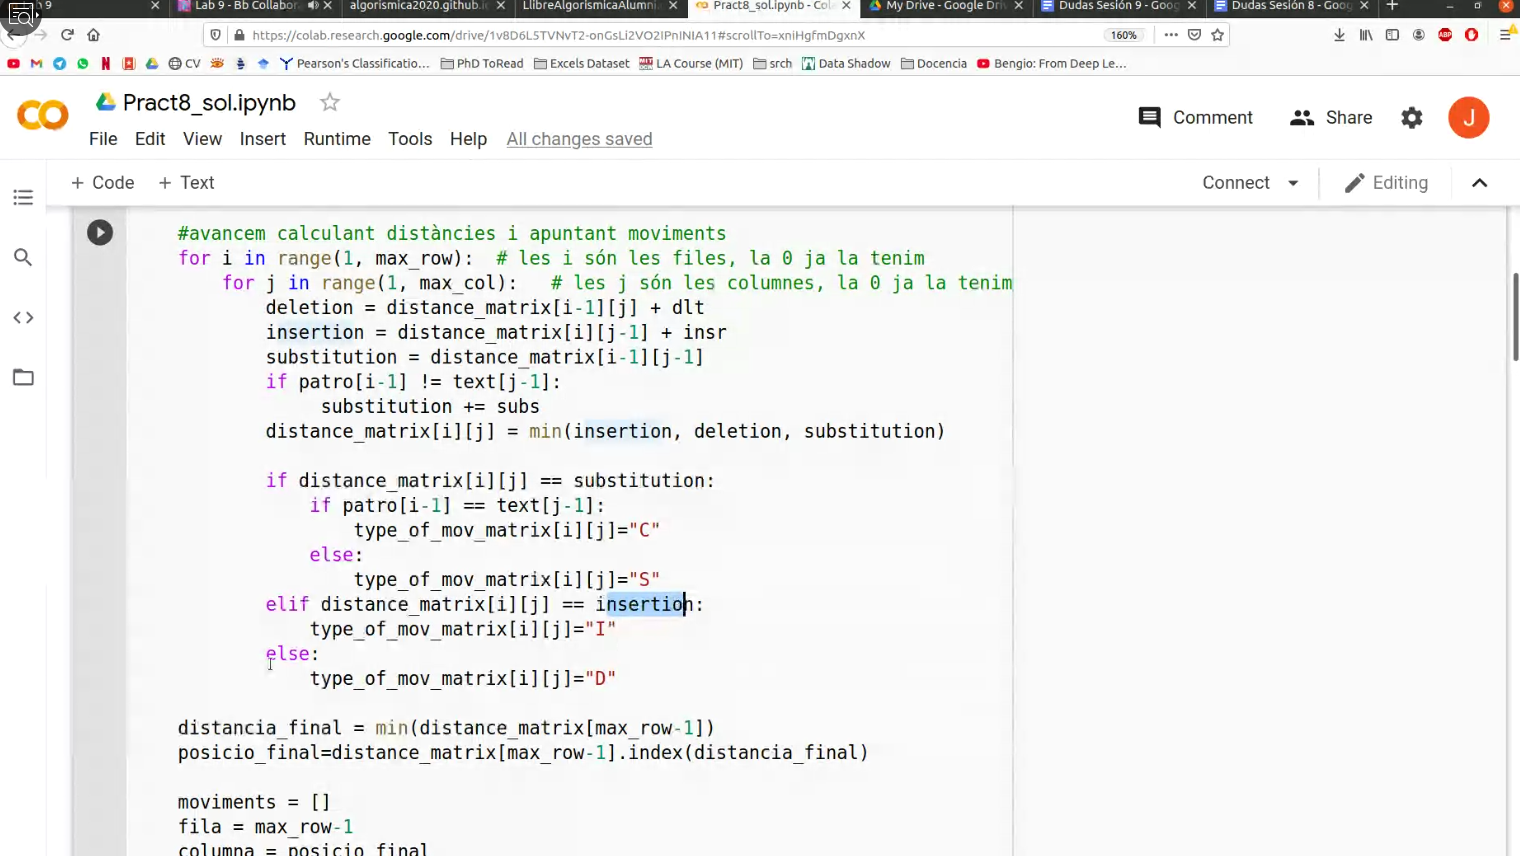 Lab 9 - Bb Collabora
algorismica2020.github.io
LlibreAlgorismicaAlumni
Pract8_sol.ipynb - Cola
My Drive - Google Driv
Dudas Sesión 9 - Goog
Dudas Sesión 8 - Goog
https://colab.research.google.com/drive/1v8D6L5TVNvT2-onGsLi2VO2IPnINIA11#scrollTo=xniHgfmDgxnX
160%
CV
Pearson's Classificatio...
PhD ToRead
Excels Dataset
LA Course (MIT)
srch
Data Shadow
Docencia
Bengio: From Deep Le...
Pract8_sol.ipynb
Comment
Share
J
File Edit View Insert Runtime Tools Help All changes saved
+ Code + Text
Connect
Editing
#avancem calculant distàncies i apuntant moviments
for i in range(1, max_row): # les i són les files, la 0 ja la tenim
for j in range(1, max_col): # les j són les columnes, la 0 ja la tenim
deletion = distance_matrix[i-1][j] + dlt
insertion = distance_matrix[i][j-1] + insr
substitution = distance_matrix[i-1][j-1]
if patro[i-1] != text[j-1]:
substitution += subs
distance_matrix[i][j] = min(insertion, deletion, substitution)
if distance_matrix[i][j] == substitution:
if patro[i-1] == text[j-1]:
type_of_mov_matrix[i][j]="C"
else:
type_of_mov_matrix[i][j]="S"
elif distance_matrix[i][j] == insertion:
type_of_mov_matrix[i][j]="I"
else:
type_of_mov_matrix[i][j]="D"
distancia_final = min(distance_matrix[max_row-1])
posicio_final=distance_matrix[max_row-1].index(distancia_final)
moviments = []
fila = max_row-1
columna = posicio_final